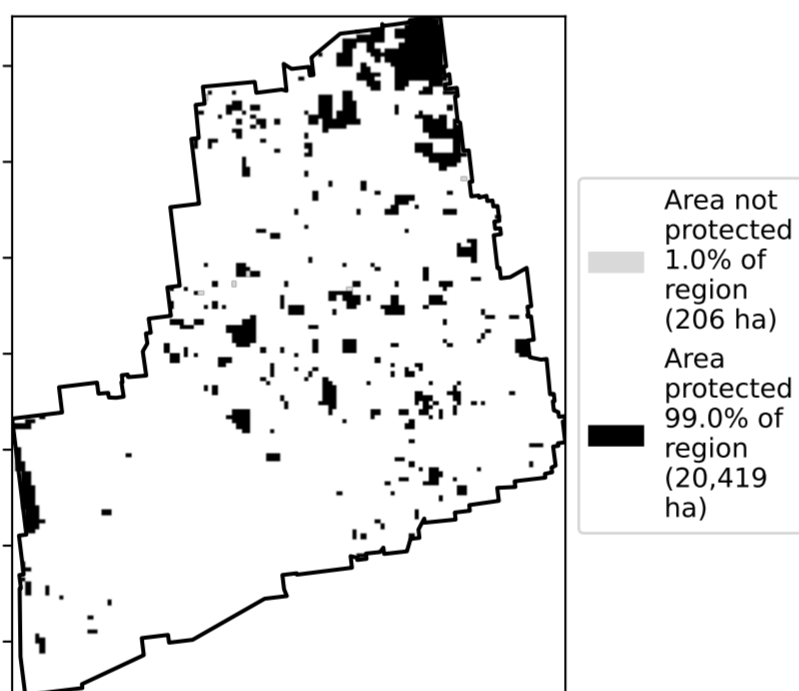 Area not
protected
1.0% of
region
(206 ha)
Area
protected
99.0% of
region
(20,419
ha)